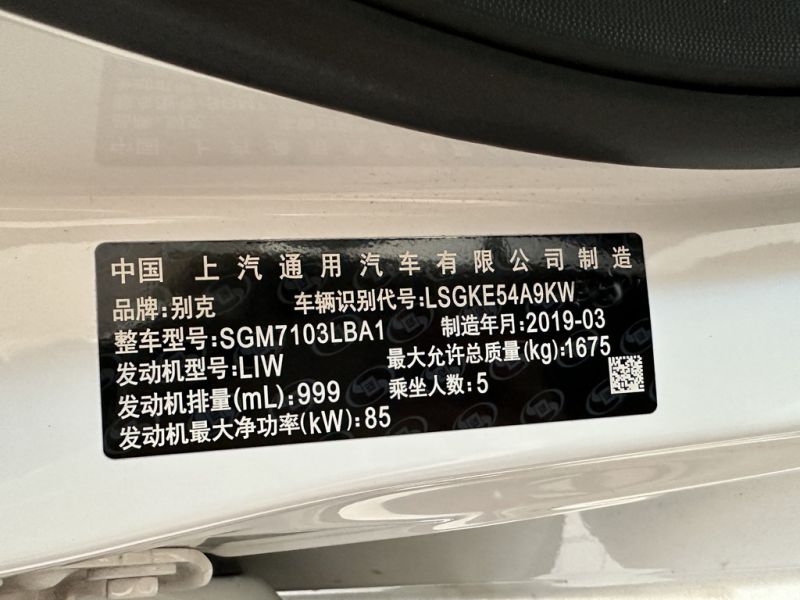 中国 上汽通用汽车有限公司制造
品牌:别克 车辆识别代号:LSGKE54A9KW
整车型号:SGM7103LBA1 制造年月:2019-03
发动机型号:LIW 最大允许总质量(kg):1675
发动机排量(mL):999 乘坐人数:5
发动机最大净功率(kW):85